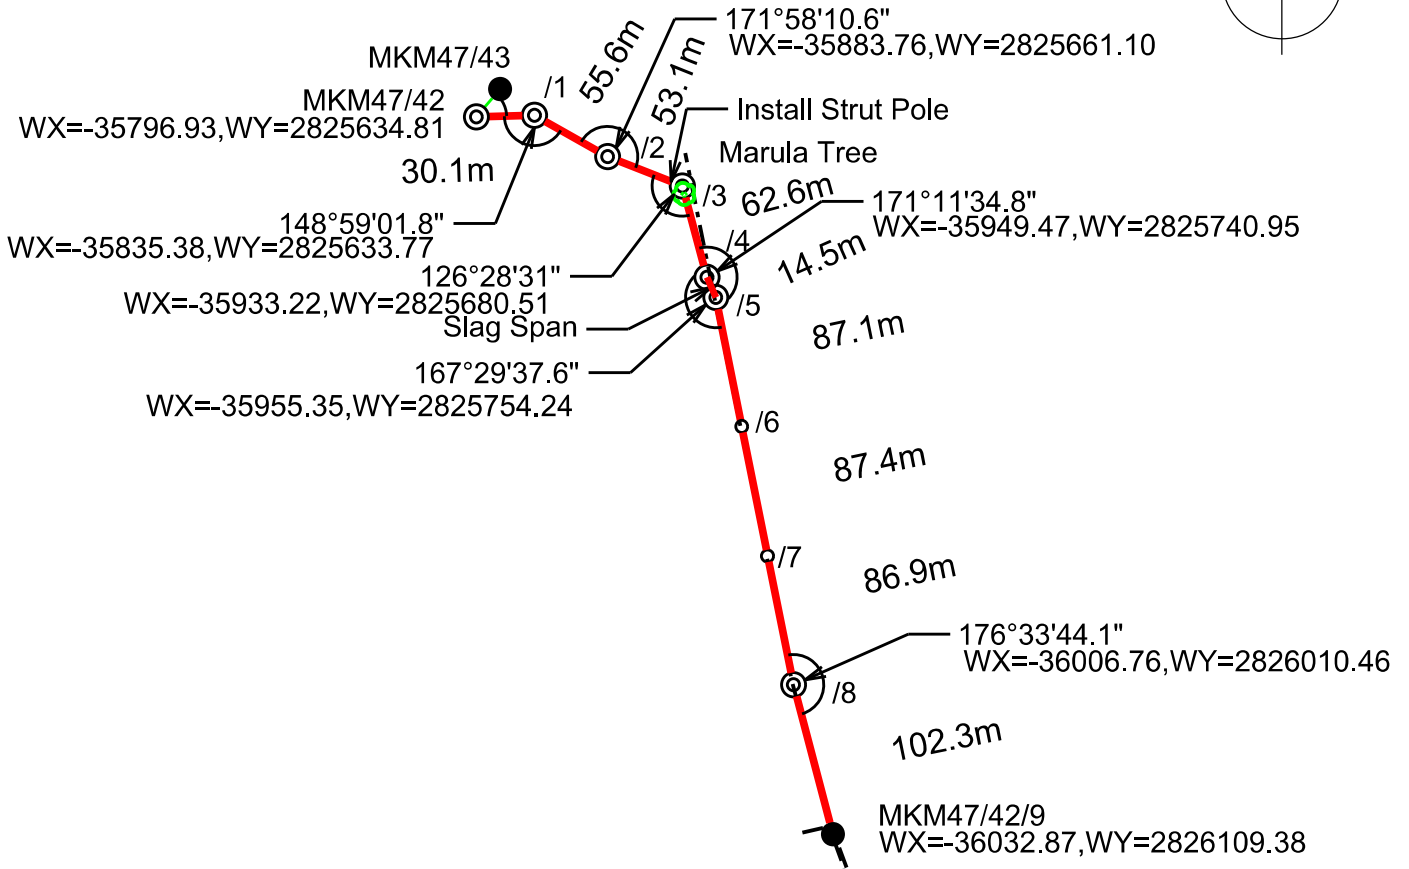 171°58'10.6"
WX=-35883.76,WY=2825661.10
MKM47/43
/1
55.6m
53.1m
MKM47/42
WX=-35796.93,WY=2825634.81
Install Strut Pole
/2
Marula Tree
30.1m
/3
62.6m
171°11'34.8"
WX=-35949.47,WY=2825740.95
148°59'01.8"
WX=-35835.38,WY=2825633.77
/4
14.5m
126°28'31"
WX=-35933.22,WY=2825680.51
/5
Slag Span
87.1m
167°29'37.6"
WX=-35955.35,WY=2825754.24
/6
87.4m
/7
86.9m
176°33'44.1"
WX=-36006.76,WY=2826010.46
/8
102.3m
MKM47/42/9
WX=-36032.87,WY=2826109.38